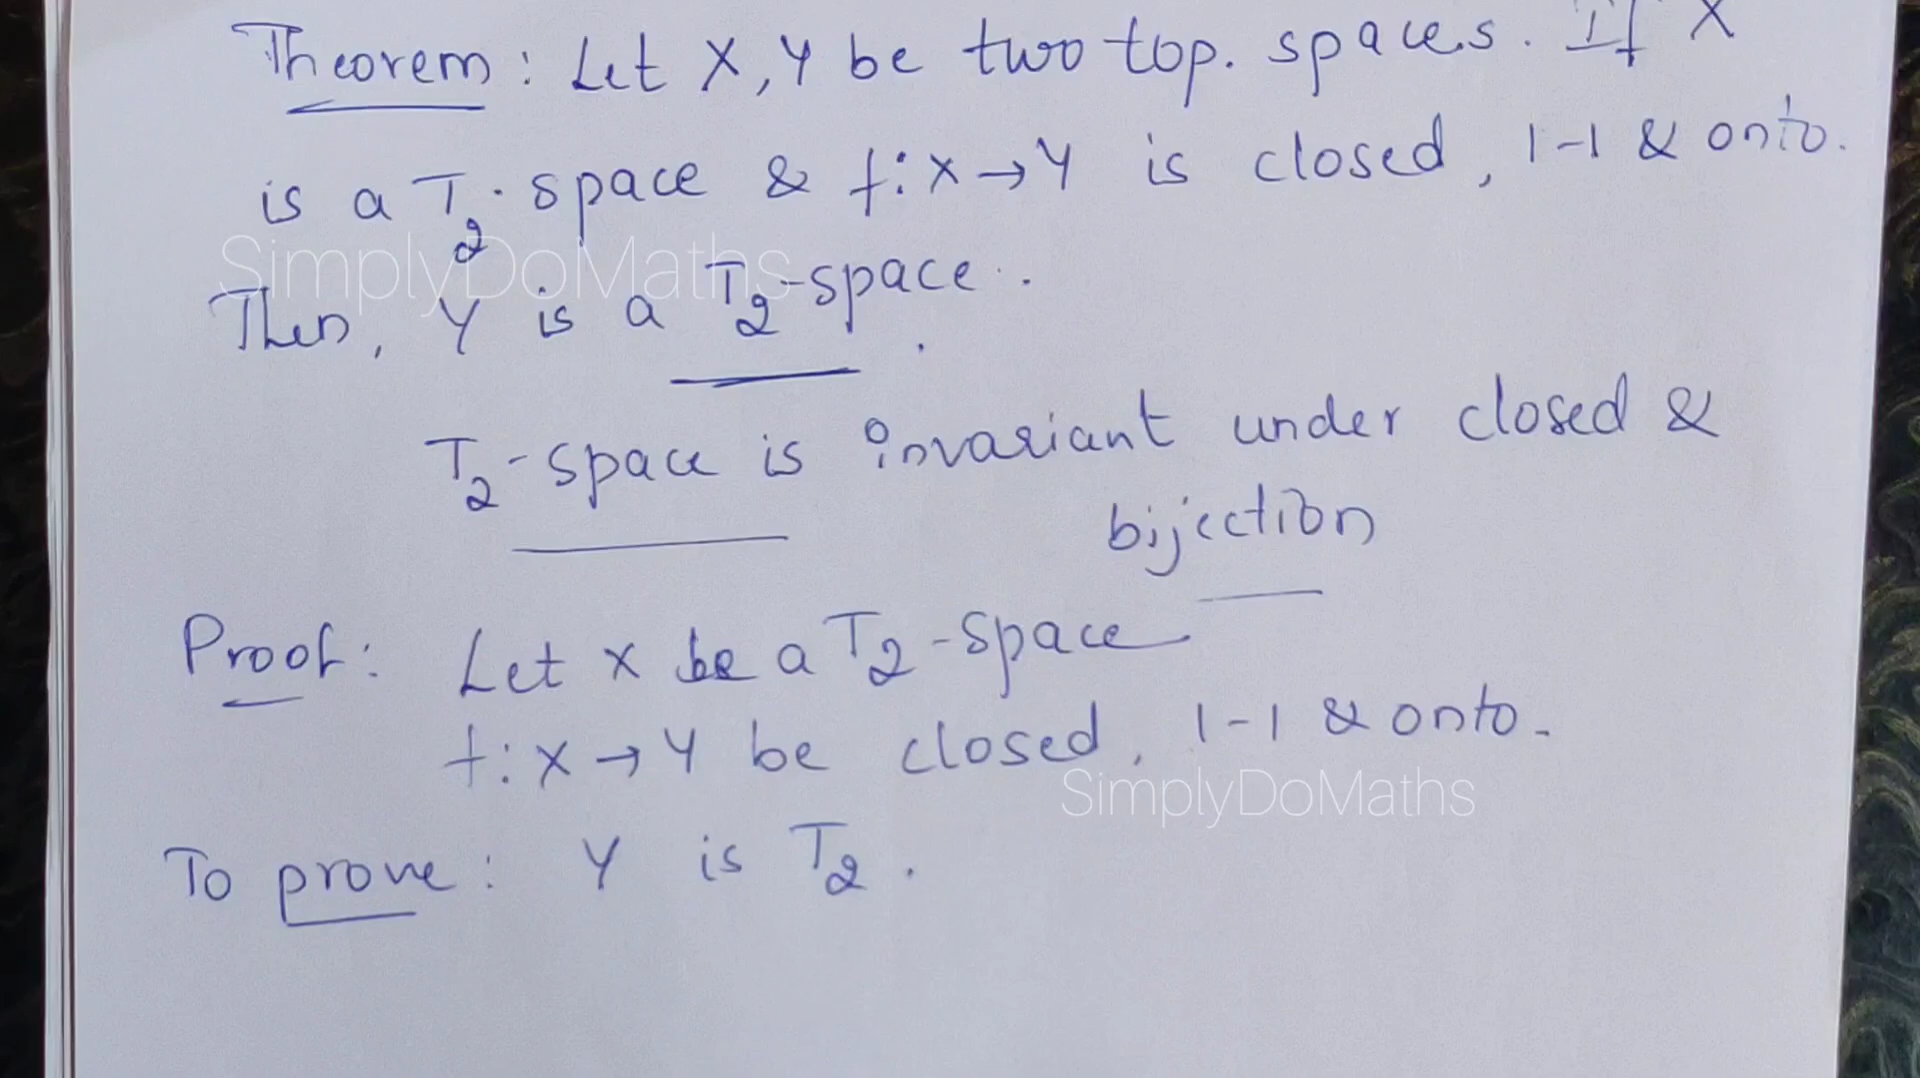 Theorem : Let X, Y be two top. spaces. If X
is a T2-space & f: X → Y is closed, 1-1 & onto.
SimplyDoMaths
Then, Y is a T2-space.
T2-space is invariant under closed &
bijection
Proof: Let X be a T2-space
f: X → Y be closed, 1-1 & onto.
SimplyDoMaths
To prove: Y is T2.